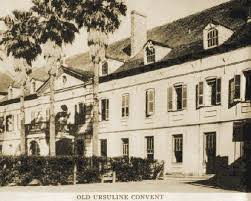 OLD URSULINE CONVENT